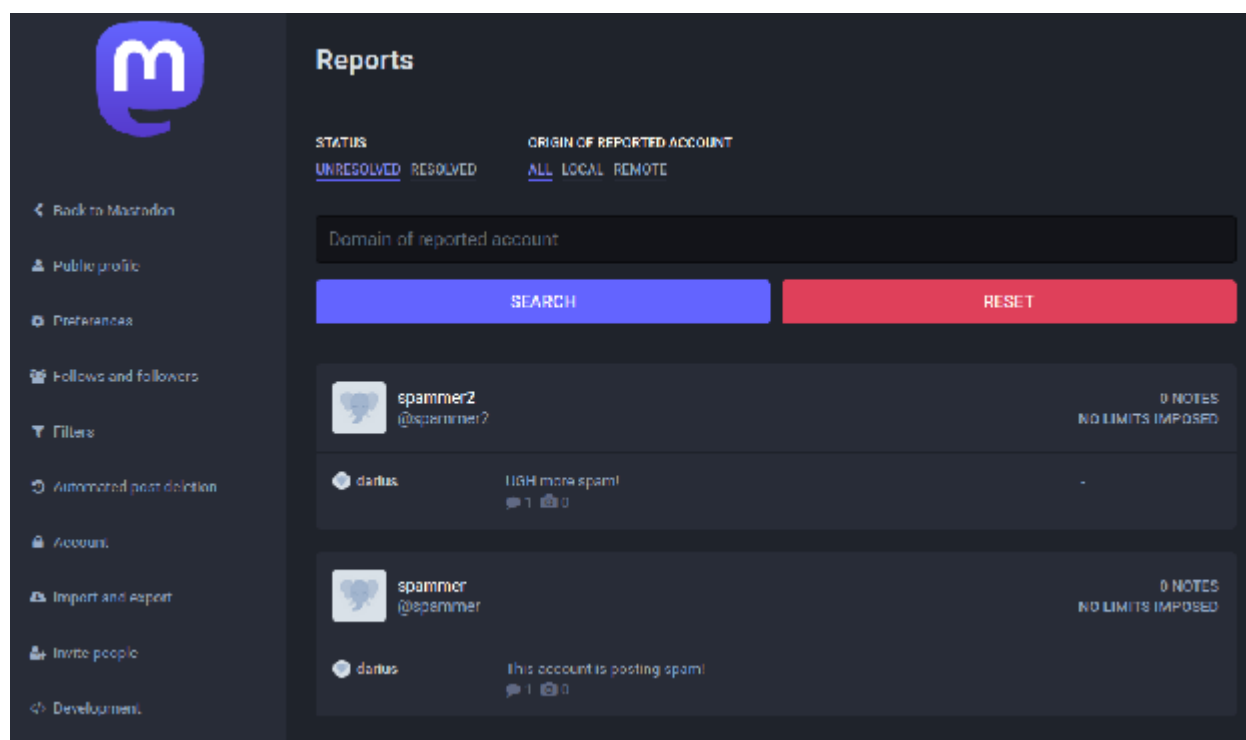 Reports
STATUS
UNRESOLVED RESOLVED
ORIGIN OF REPORTED ACCOUNT
ALL LOCAL REMOTE
Domain of reported account
SEARCH
RESET
spammer2
@spammer2
0 NOTES
NO LIMITS IMPOSED
darius
UGH more spam!
1 0
-
spammer
@spammer
0 NOTES
NO LIMITS IMPOSED
darius
This account is posting spam!
1 0
Back to Mastodon
Public profile
Preferences
Follows and followers
Filters
Automated post deletion
Account
Import and export
Invite people
Development